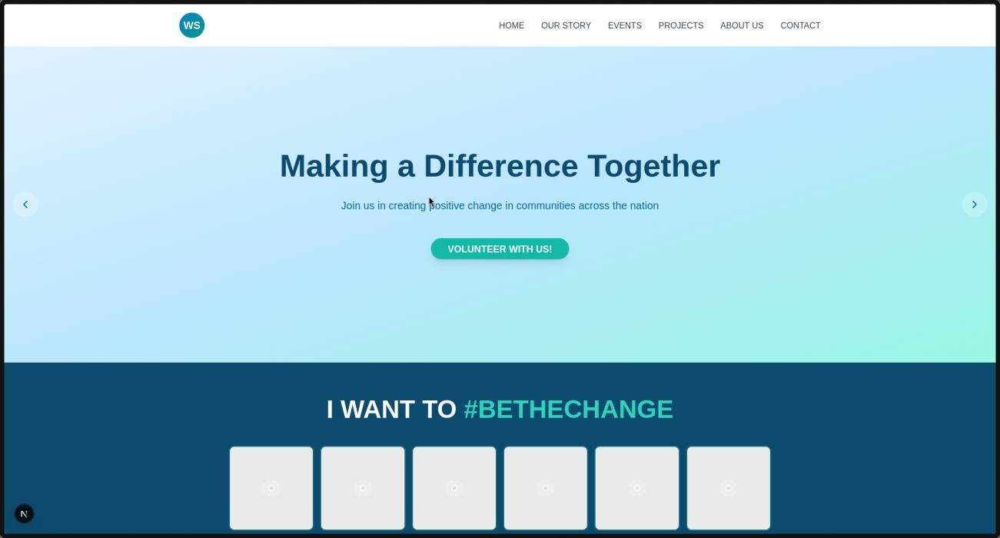 WS
HOME
OUR STORY
EVENTS
PROJECTS
ABOUT US
CONTACT
Making a Difference Together
Join us in creating positive change in communities across the nation
VOLUNTEER WITH US!
I WANT TO #BETHECHANGE
N